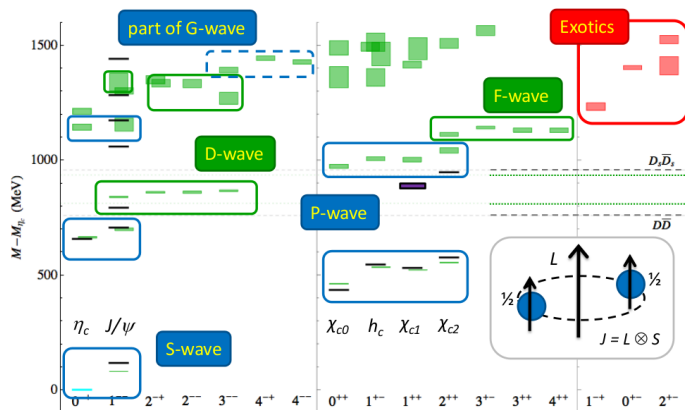 part of G-wave
Exotics
1500
F-wave
D-wave
1000
D_s D̅_s
P-wave
M−M_ηc (MeV)
D D̅
L
½
½
500
η_c J/ψ
χ_c0 h_c χ_c1 χ_c2
J = L ⊗ S
S-wave
0
0⁻⁺ 1⁻⁻ 2⁻⁺ 2⁻⁻ 3⁻⁻ 4⁻⁺ 4⁻⁻ 0⁺⁺ 1⁺⁻ 1⁺⁺ 2⁺⁺ 3⁺⁻ 3⁺⁺ 4⁺⁺ 1⁻⁺ 0⁺⁻ 2⁺⁻